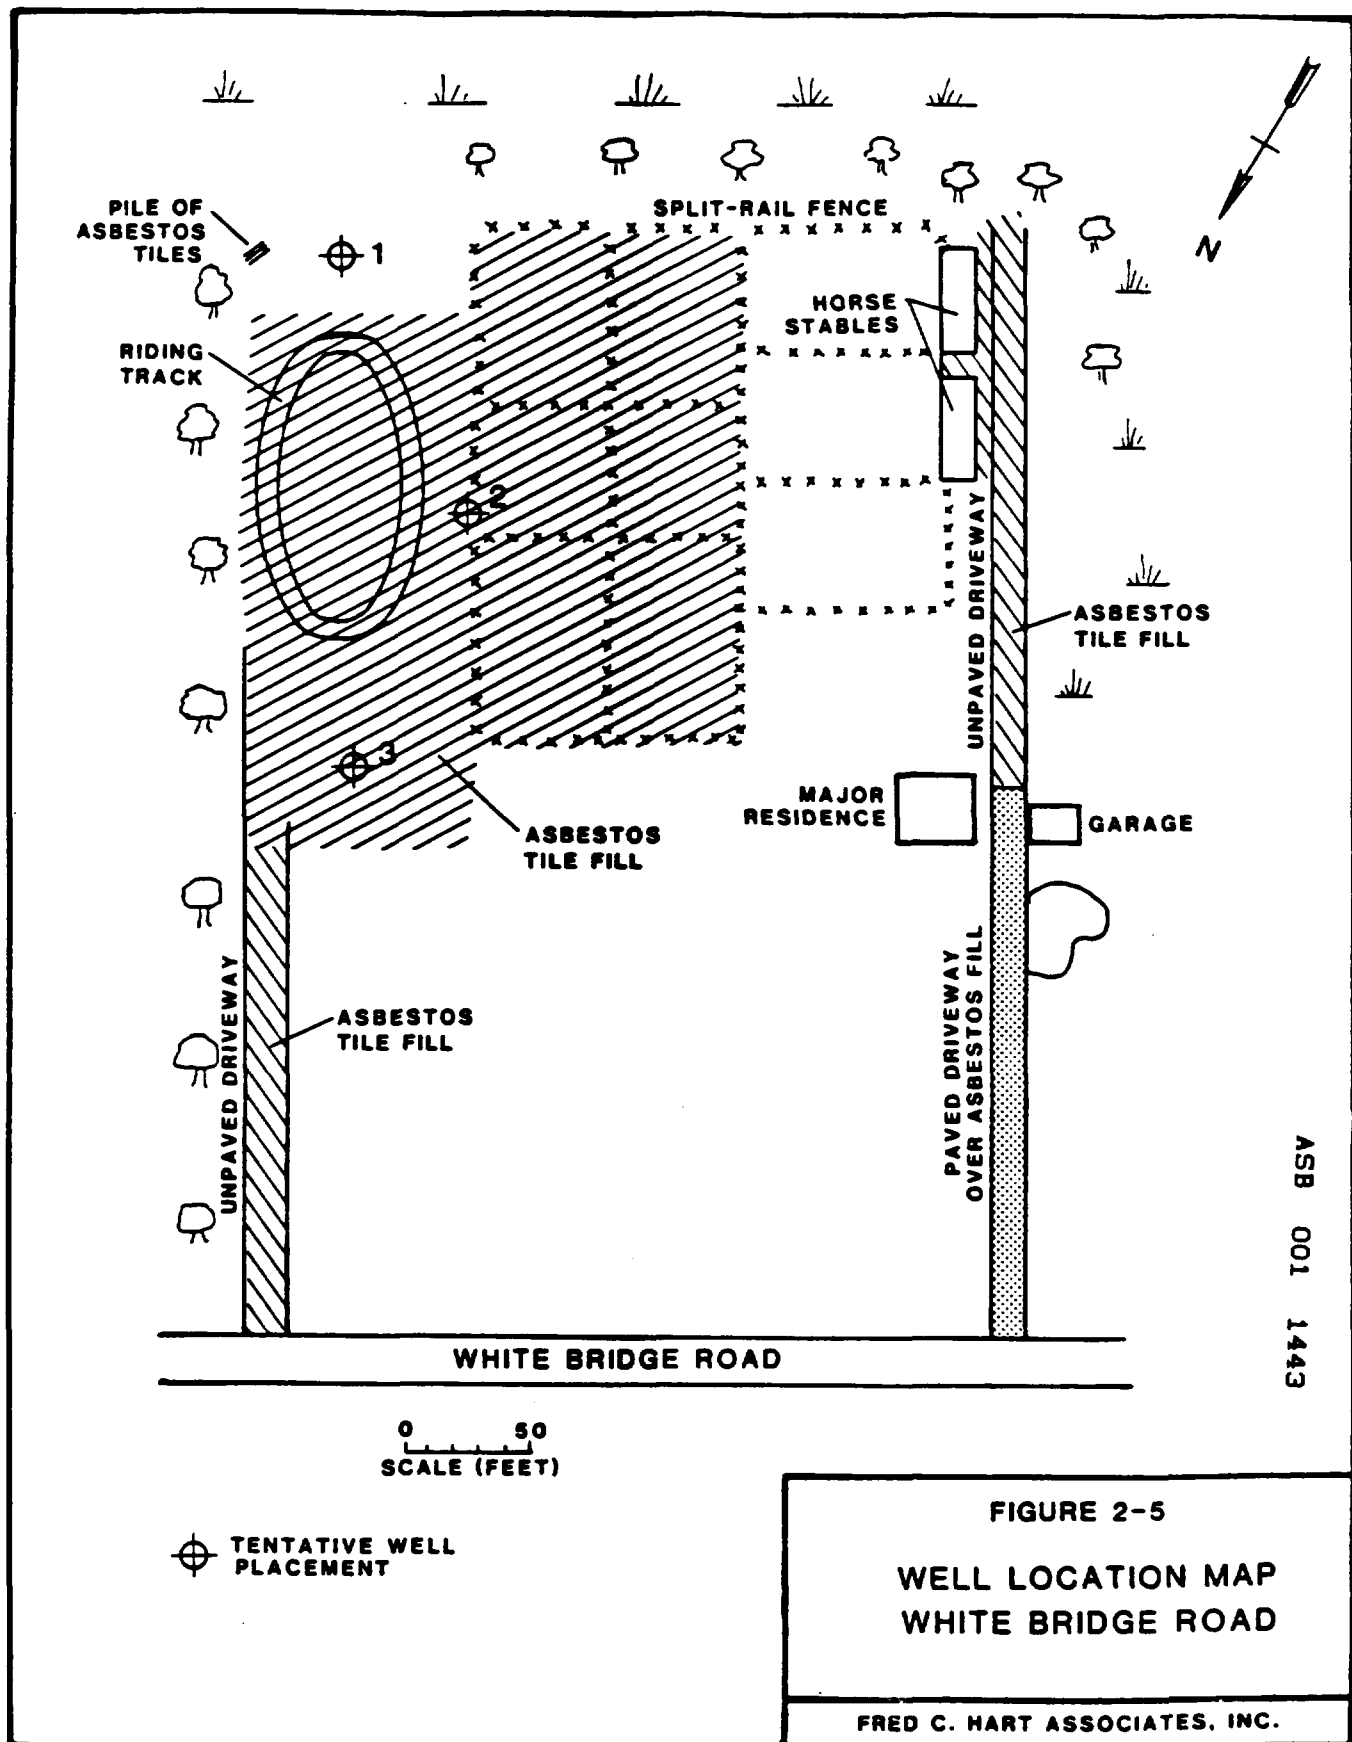 PILE OF
ASBESTOS
TILES
1
SPLIT-RAIL FENCE
N
HORSE
STABLES
RIDING
TRACK
2
UNPAVED DRIVEWAY
ASBESTOS
TILE FILL
3
MAJOR
RESIDENCE
GARAGE
ASBESTOS
TILE FILL
UNPAVED DRIVEWAY
ASBESTOS
TILE FILL
PAVED DRIVEWAY
OVER ASBESTOS FILL
ASB 001 1443
WHITE BRIDGE ROAD
0 50
SCALE (FEET)
TENTATIVE WELL
PLACEMENT
FIGURE 2-5
WELL LOCATION MAP
WHITE BRIDGE ROAD
FRED C. HART ASSOCIATES, INC.